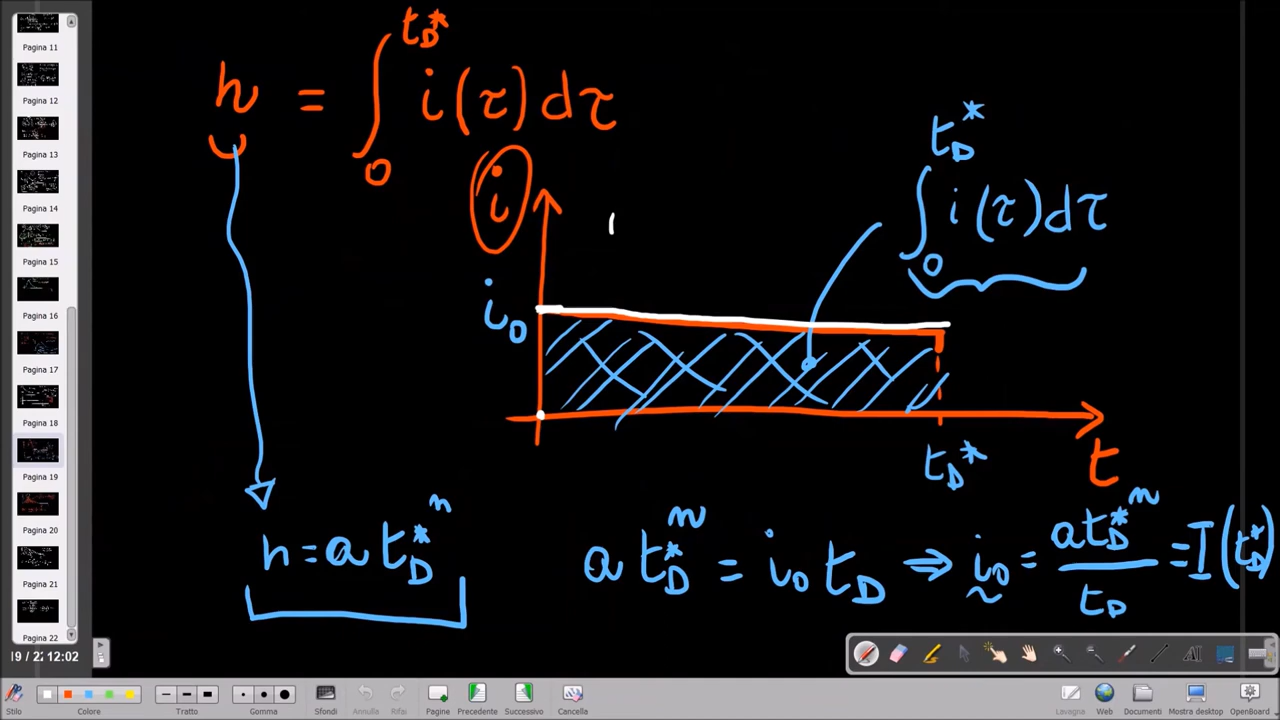 Pagina 11
Pagina 12
Pagina 13
Pagina 14
Pagina 15
Pagina 16
Pagina 17
Pagina 18
Pagina 19
Pagina 20
Pagina 21
Pagina 22
h = ∫₀^{t_D*} i(τ)dτ
i
i₀
∫₀^{t_D*} i(τ)dτ
t_D*
t
h = a t_D*^n
a t_D*^n = i₀ t_D ⇒ i₀ = a t_D*^n / t_D = I(t_D*)
12:02
Stilo
Colore
Tratto
Gomma
Sfondi
Annulla
Pagine
Precedente
Successivo
Cancella
Lavagna
Web
Documenti
Mostra desktop
OpenBoard